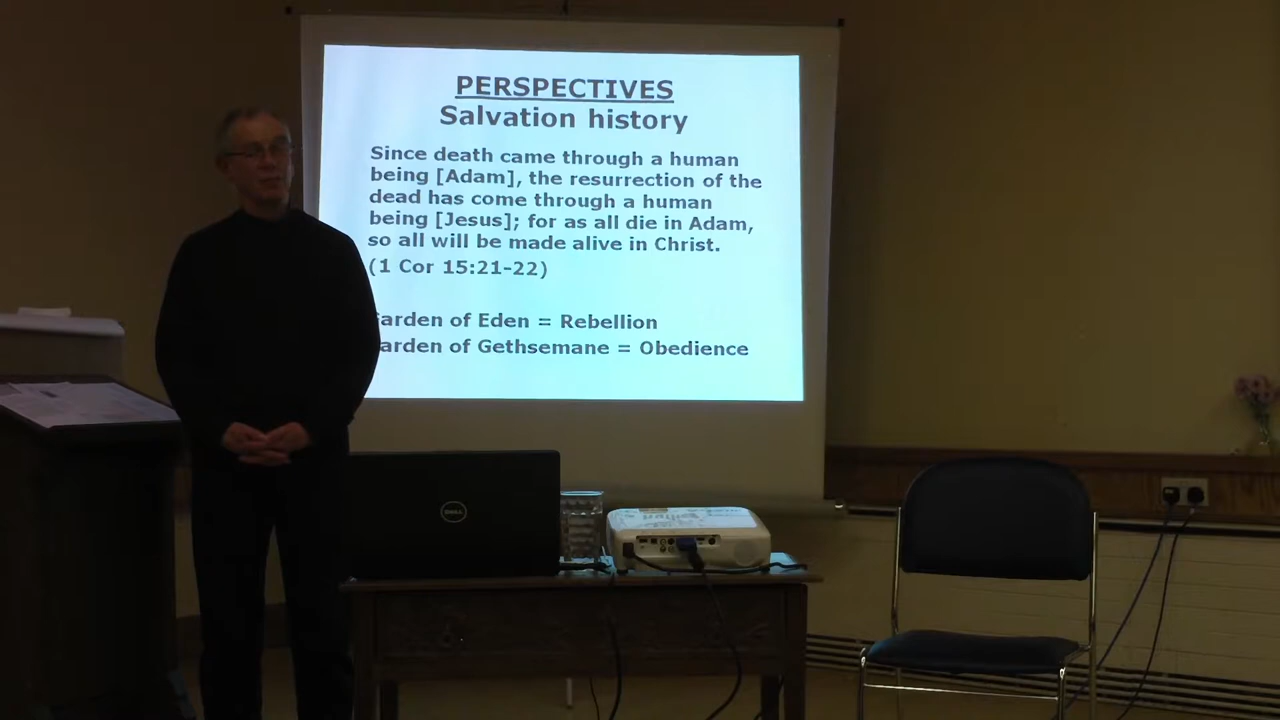 PERSPECTIVES
Salvation history
Since death came through a human
being [Adam], the resurrection of the
dead has come through a human
being [Jesus]; for as all die in Adam,
so all will be made alive in Christ.
(1 Cor 15:21-22)
arden of Eden = Rebellion
arden of Gethsemane = Obedience
DELL